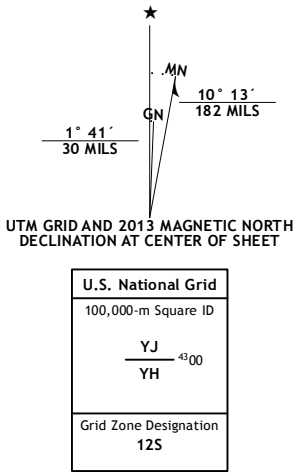 ★
MN
GN
10° 13´
182 MILS
1° 41´
30 MILS
UTM GRID AND 2013 MAGNETIC NORTH
DECLINATION AT CENTER OF SHEET
U.S. National Grid
100,000-m Square ID
YJ
4300
YH
Grid Zone Designation
12S